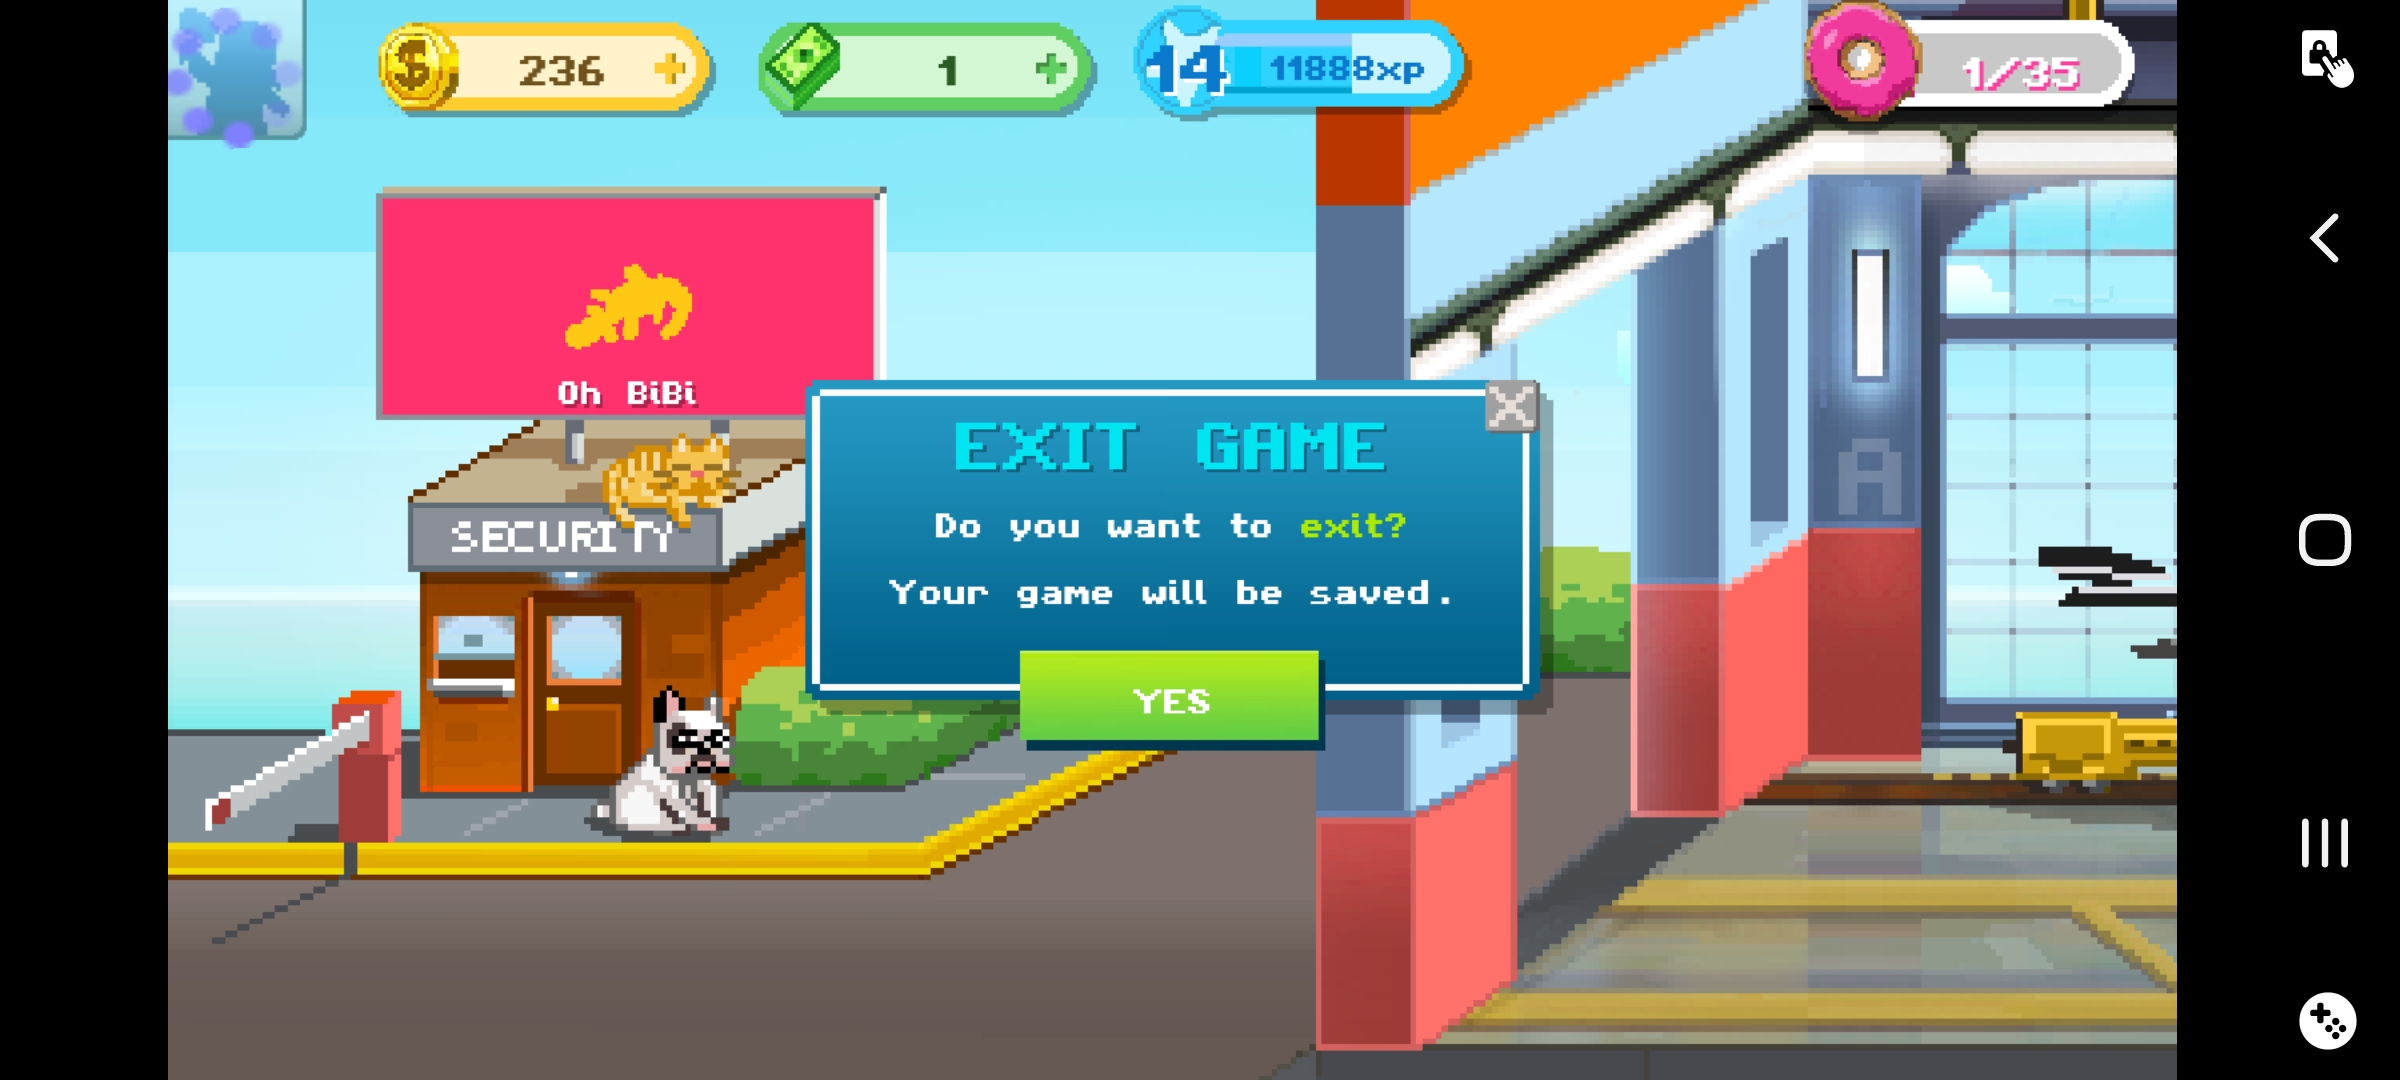 236
+
1
+
14
11888xp
1/35
Oh BiBi
SECURITY
A
EXIT GAME
Do you want to exit?
Your game will be saved.
YES